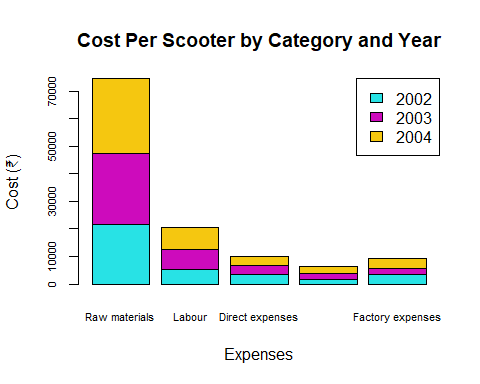 Cost Per Scooter by Category and Year
2002
2003
2004
Cost (₹)
70000
50000
30000
10000
0
Raw materials Labour Direct expenses Factory expenses
Expenses